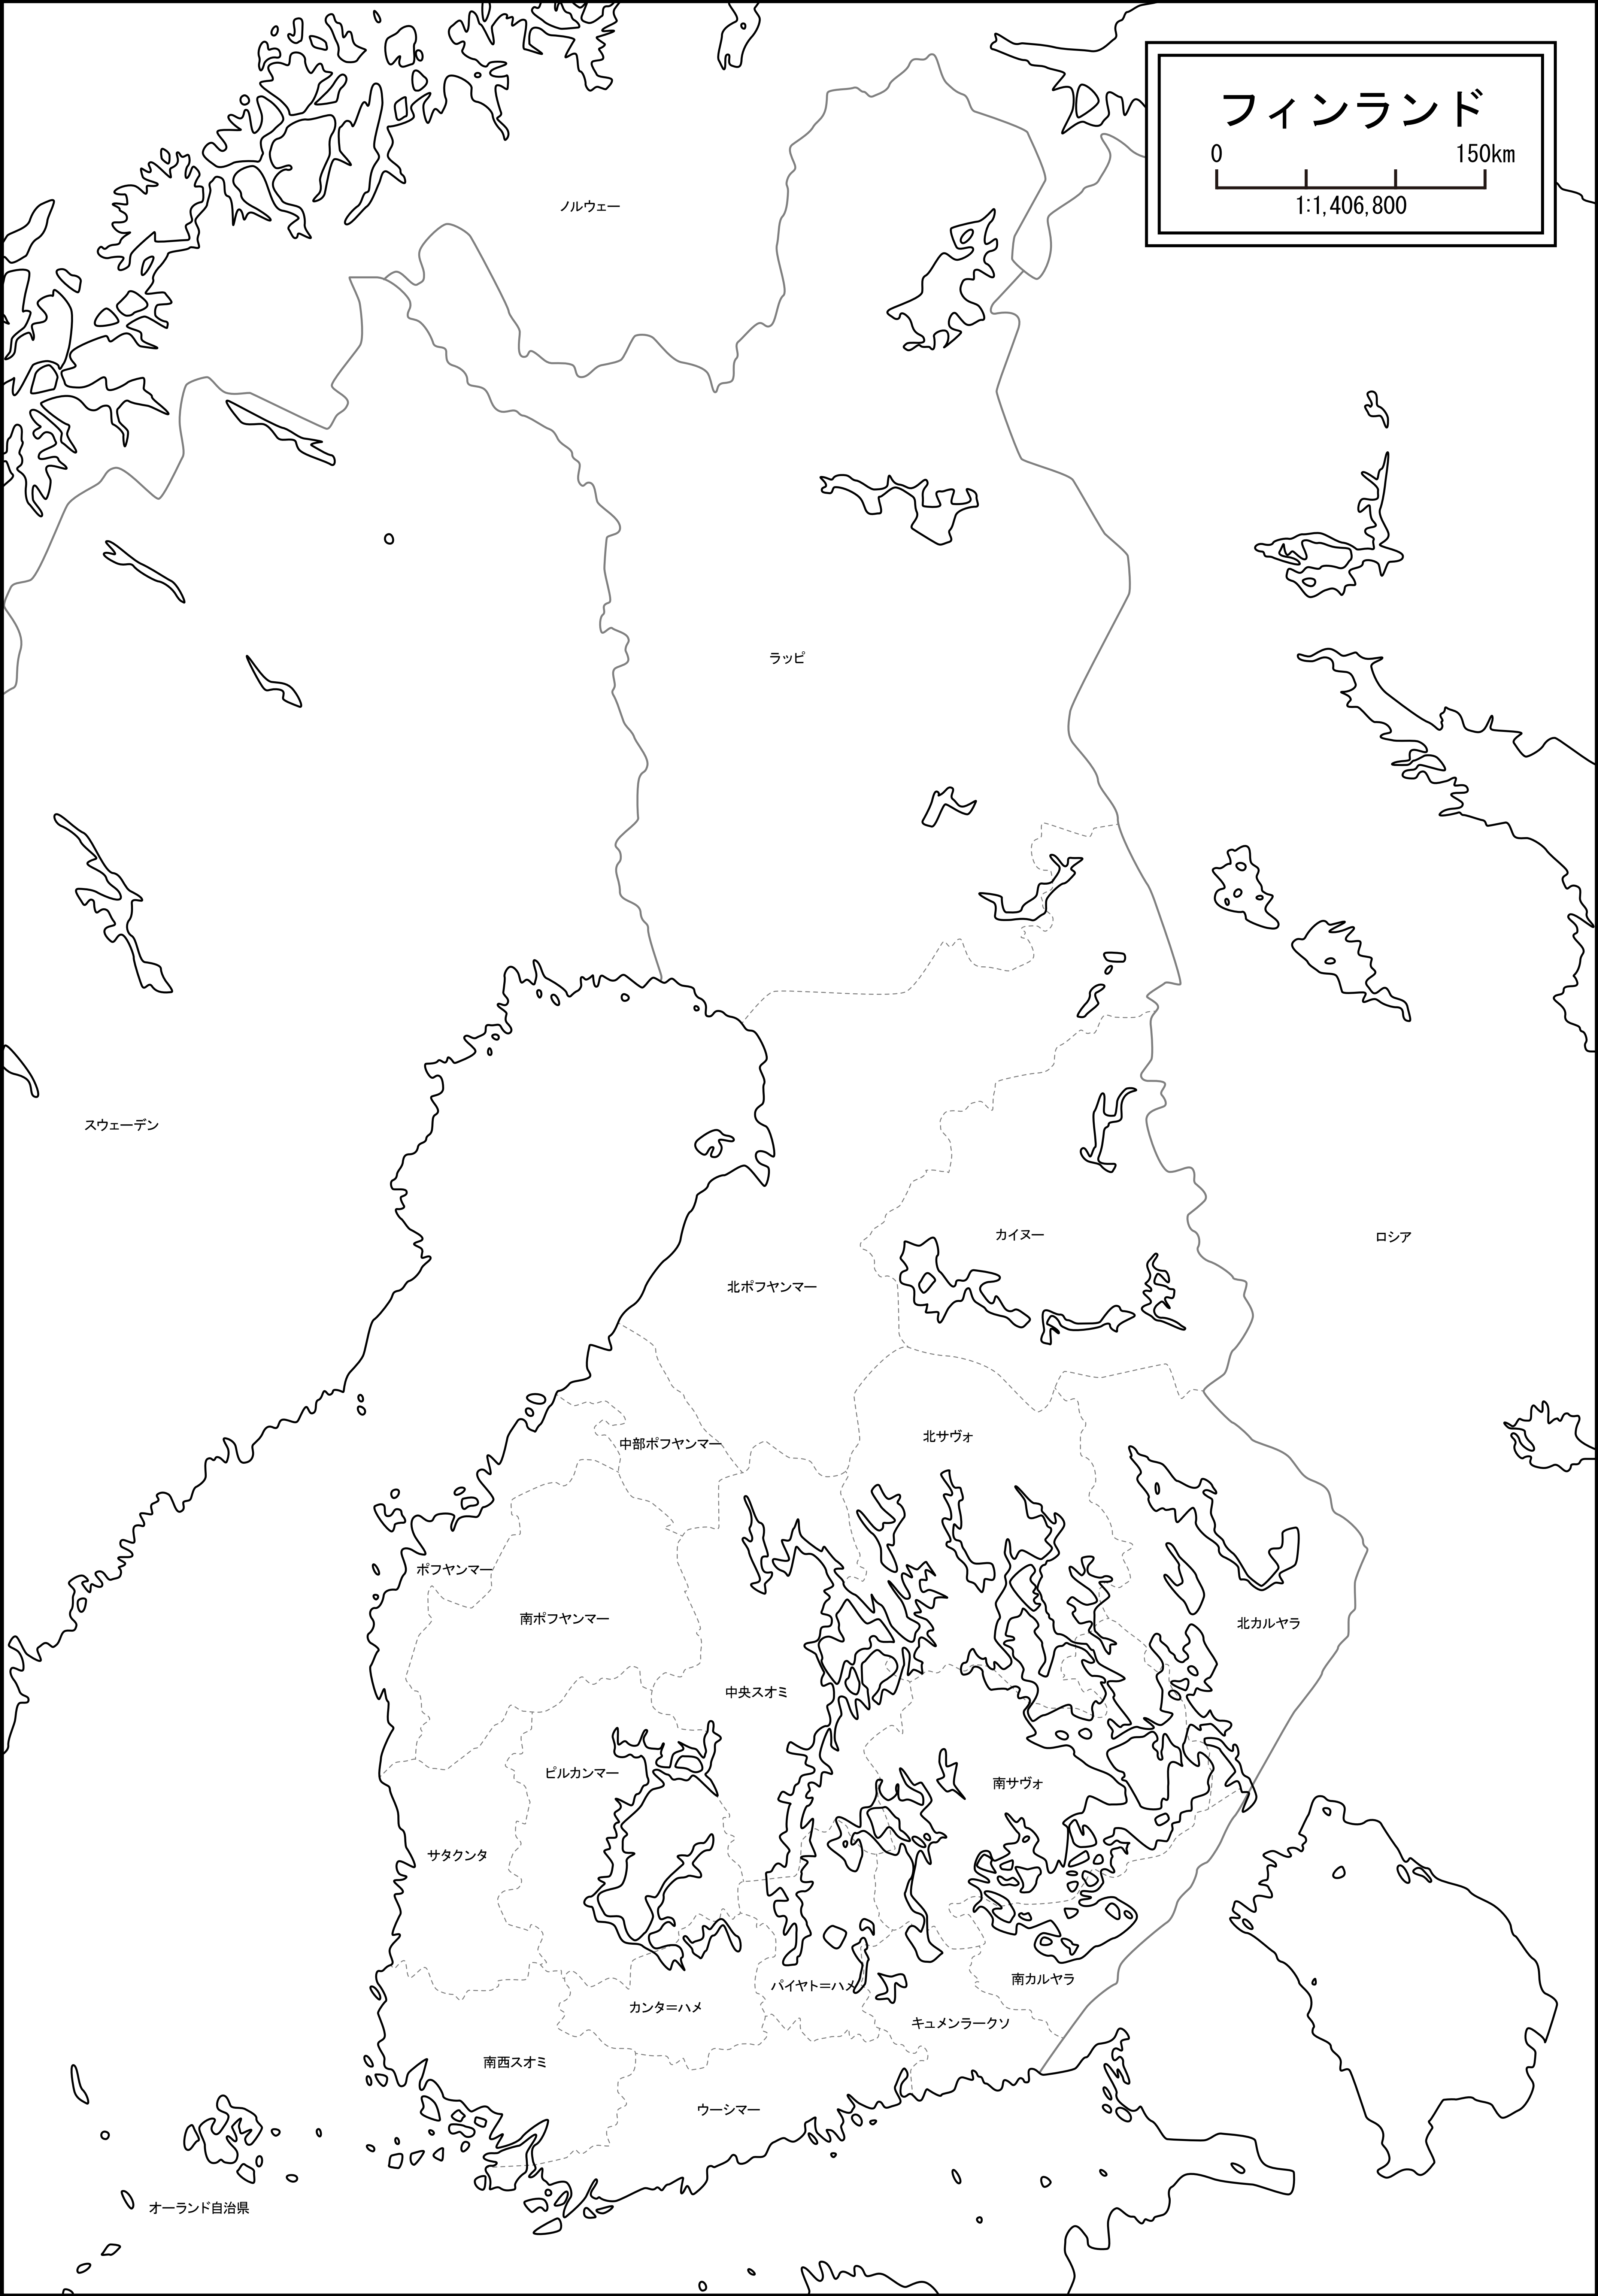 フィンランド
0 150km
1:1,406,800
ノルウェー
ラッピ
スウェーデン
カイヌー
ロシア
北ポフヤンマー
北サヴォ
中部ポフヤンマー
ポフヤンマー
南ポフヤンマー
北カルヤラ
中央スオミ
ピルカンマー
南サヴォ
サタクンタ
南カルヤラ
パイヤト=ハメ
カンタ=ハメ
キュメンラークソ
南西スオミ
ウーシマー
オーランド自治県